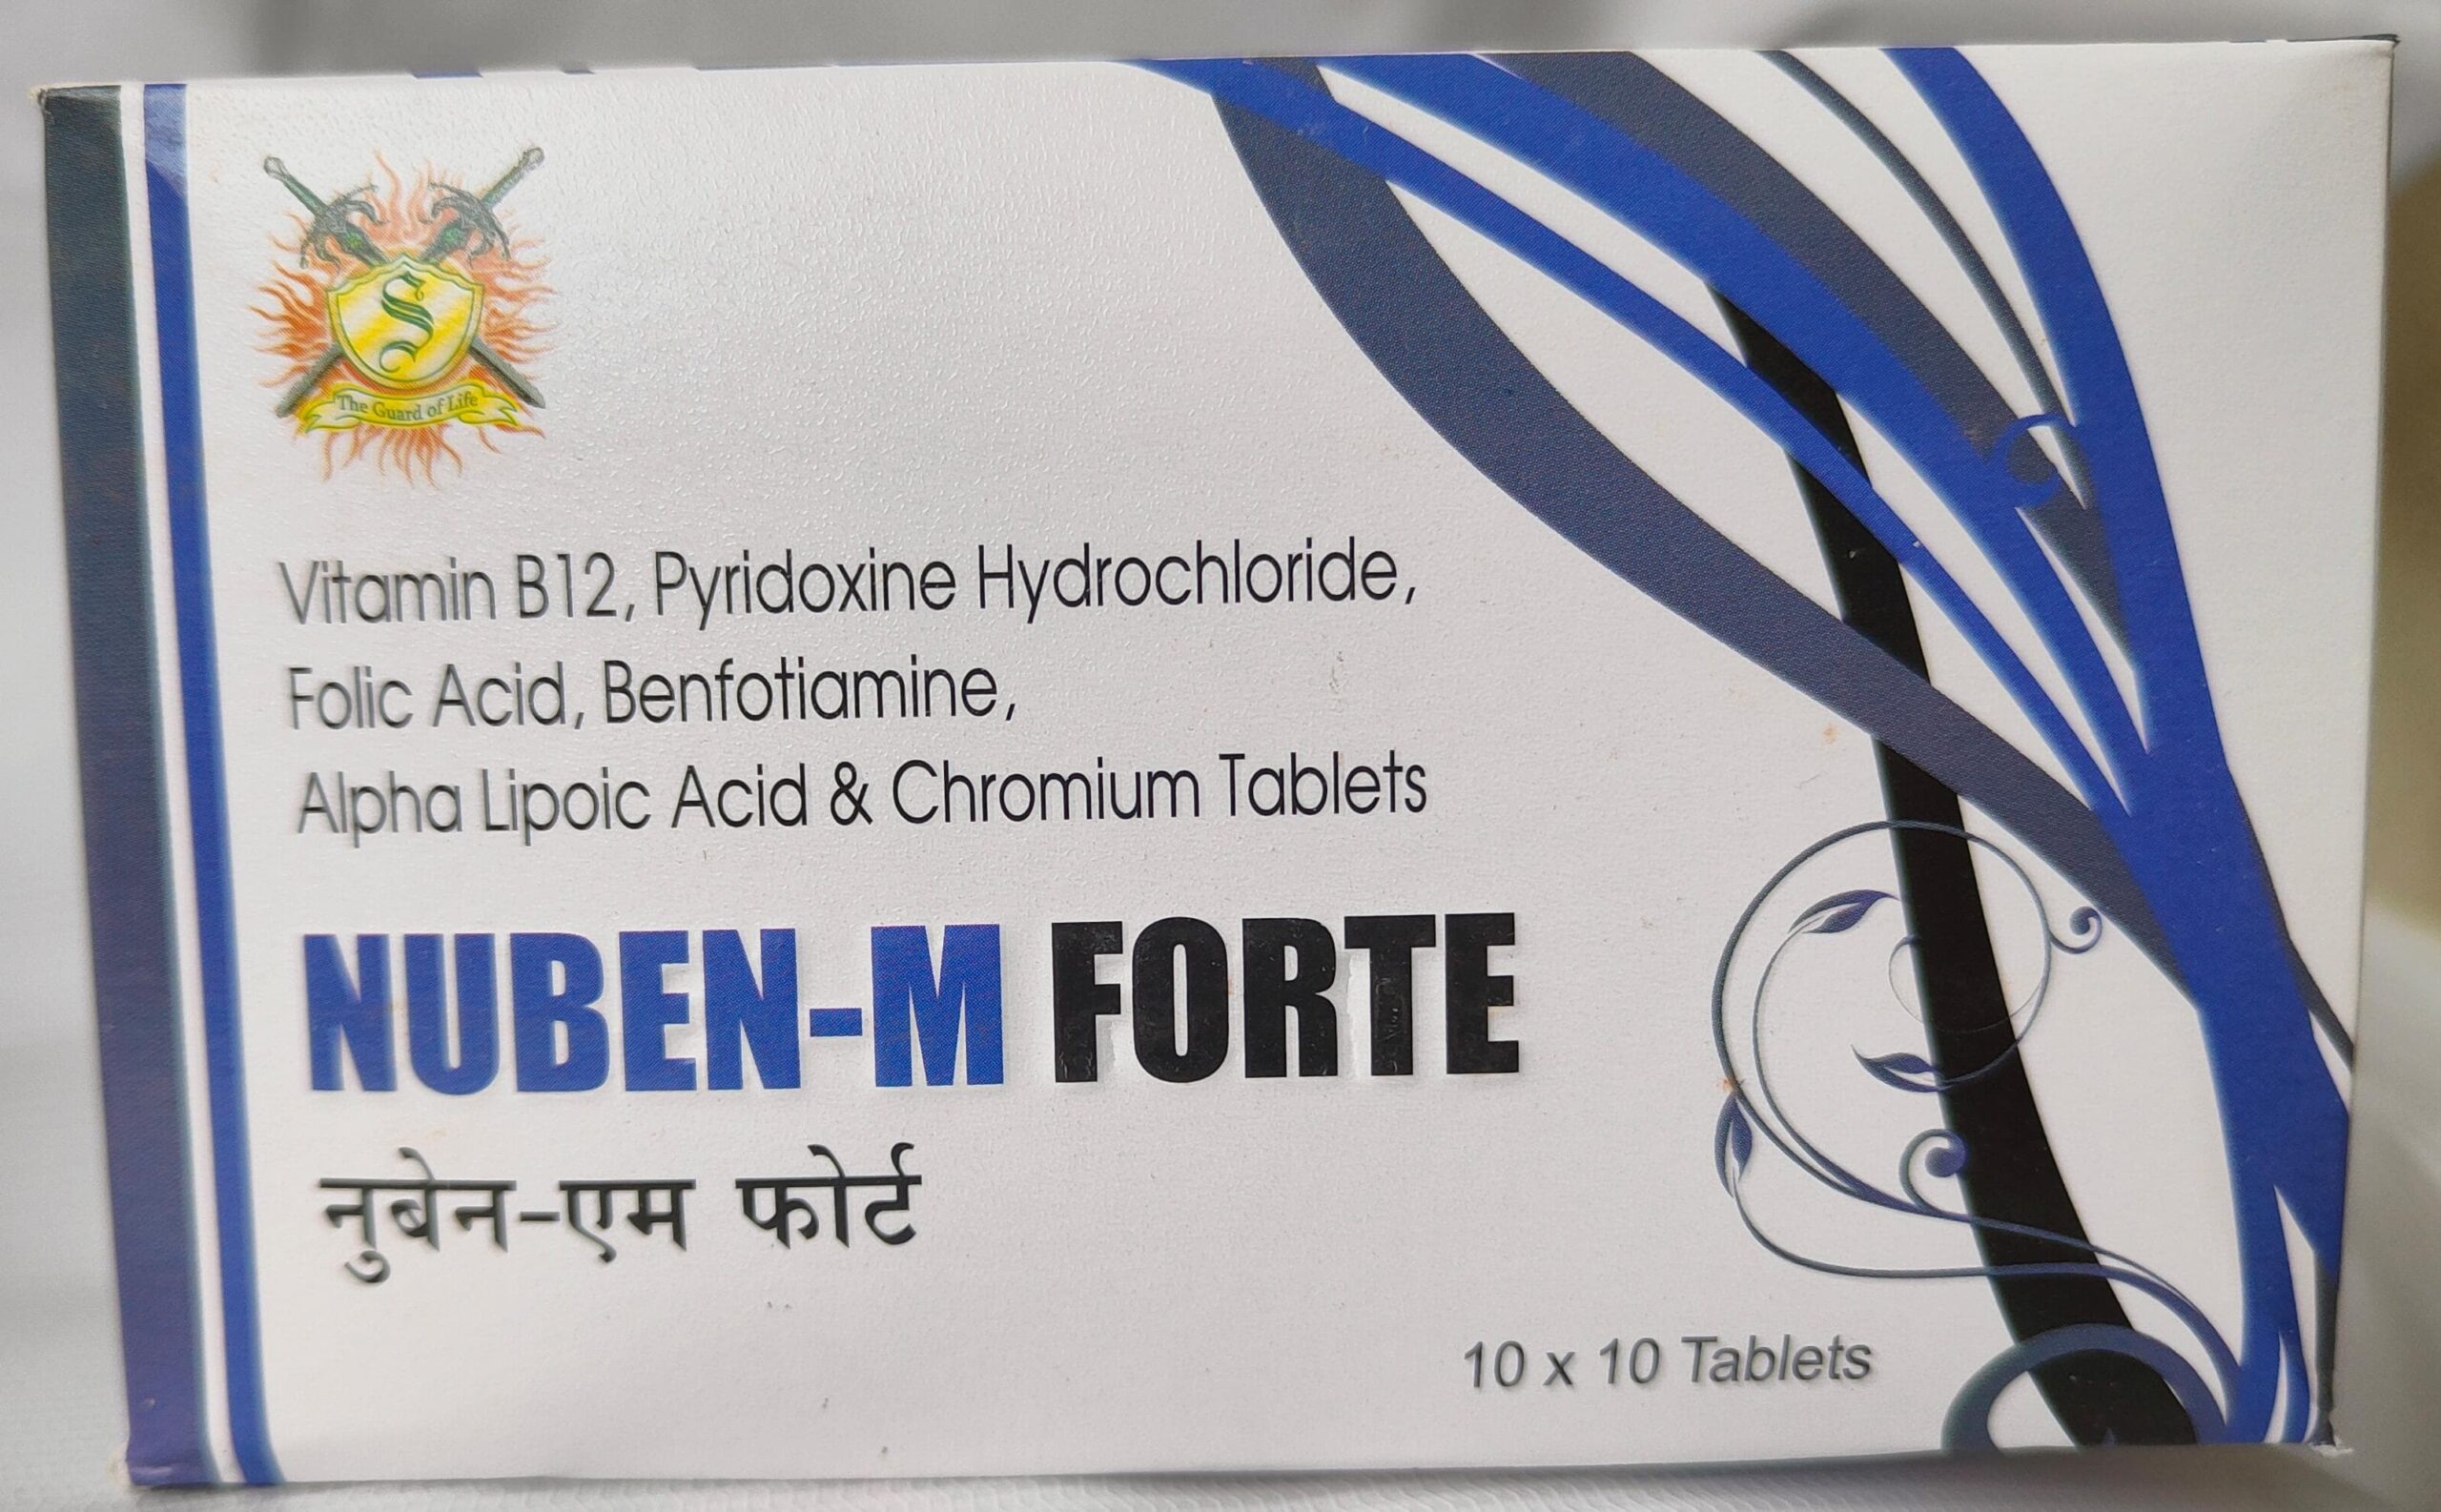 S
The Guard of Life
Vitamin B12, Pyridoxine Hydrochloride,
Folic Acid, Benfotiamine,
Alpha Lipoic Acid & Chromium Tablets
NUBEN-M FORTE
नुबेन-एम फोर्ट
10 x 10 Tablets